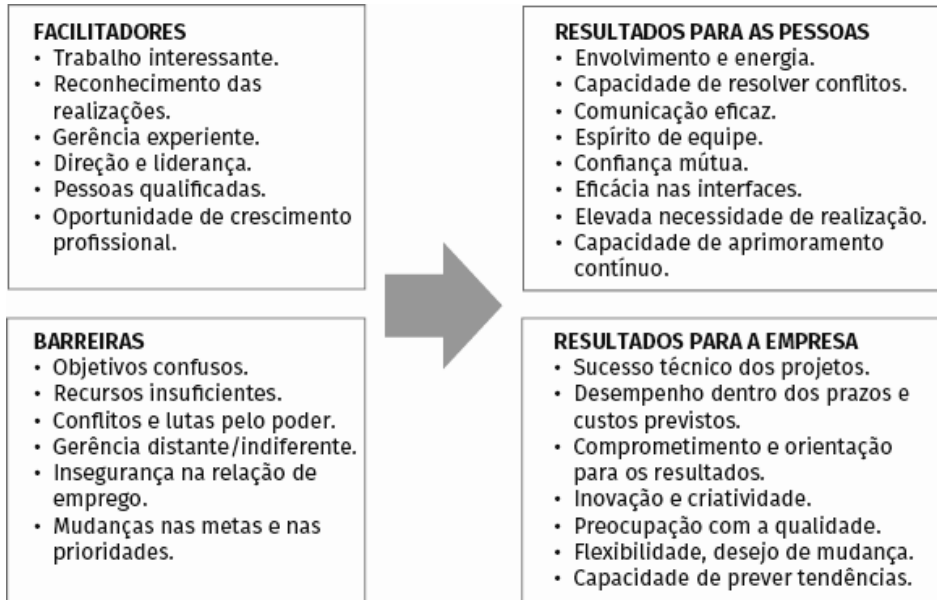 FACILITADORES
• Trabalho interessante.
• Reconhecimento das
realizações.
• Gerência experiente.
• Direção e liderança.
• Pessoas qualificadas.
• Oportunidade de crescimento
profissional.
BARREIRAS
• Objetivos confusos.
• Recursos insuficientes.
• Conflitos e lutas pelo poder.
• Gerência distante/indiferente.
• Insegurança na relação de
emprego.
• Mudanças nas metas e nas
prioridades.
RESULTADOS PARA AS PESSOAS
• Envolvimento e energia.
• Capacidade de resolver conflitos.
• Comunicação eficaz.
• Espírito de equipe.
• Confiança mútua.
• Eficácia nas interfaces.
• Elevada necessidade de realização.
• Capacidade de aprimoramento
contínuo.
RESULTADOS PARA A EMPRESA
• Sucesso técnico dos projetos.
• Desempenho dentro dos prazos e
custos previstos.
• Comprometimento e orientação
para os resultados.
• Inovação e criatividade.
• Preocupação com a qualidade.
• Flexibilidade, desejo de mudança.
• Capacidade de prever tendências.